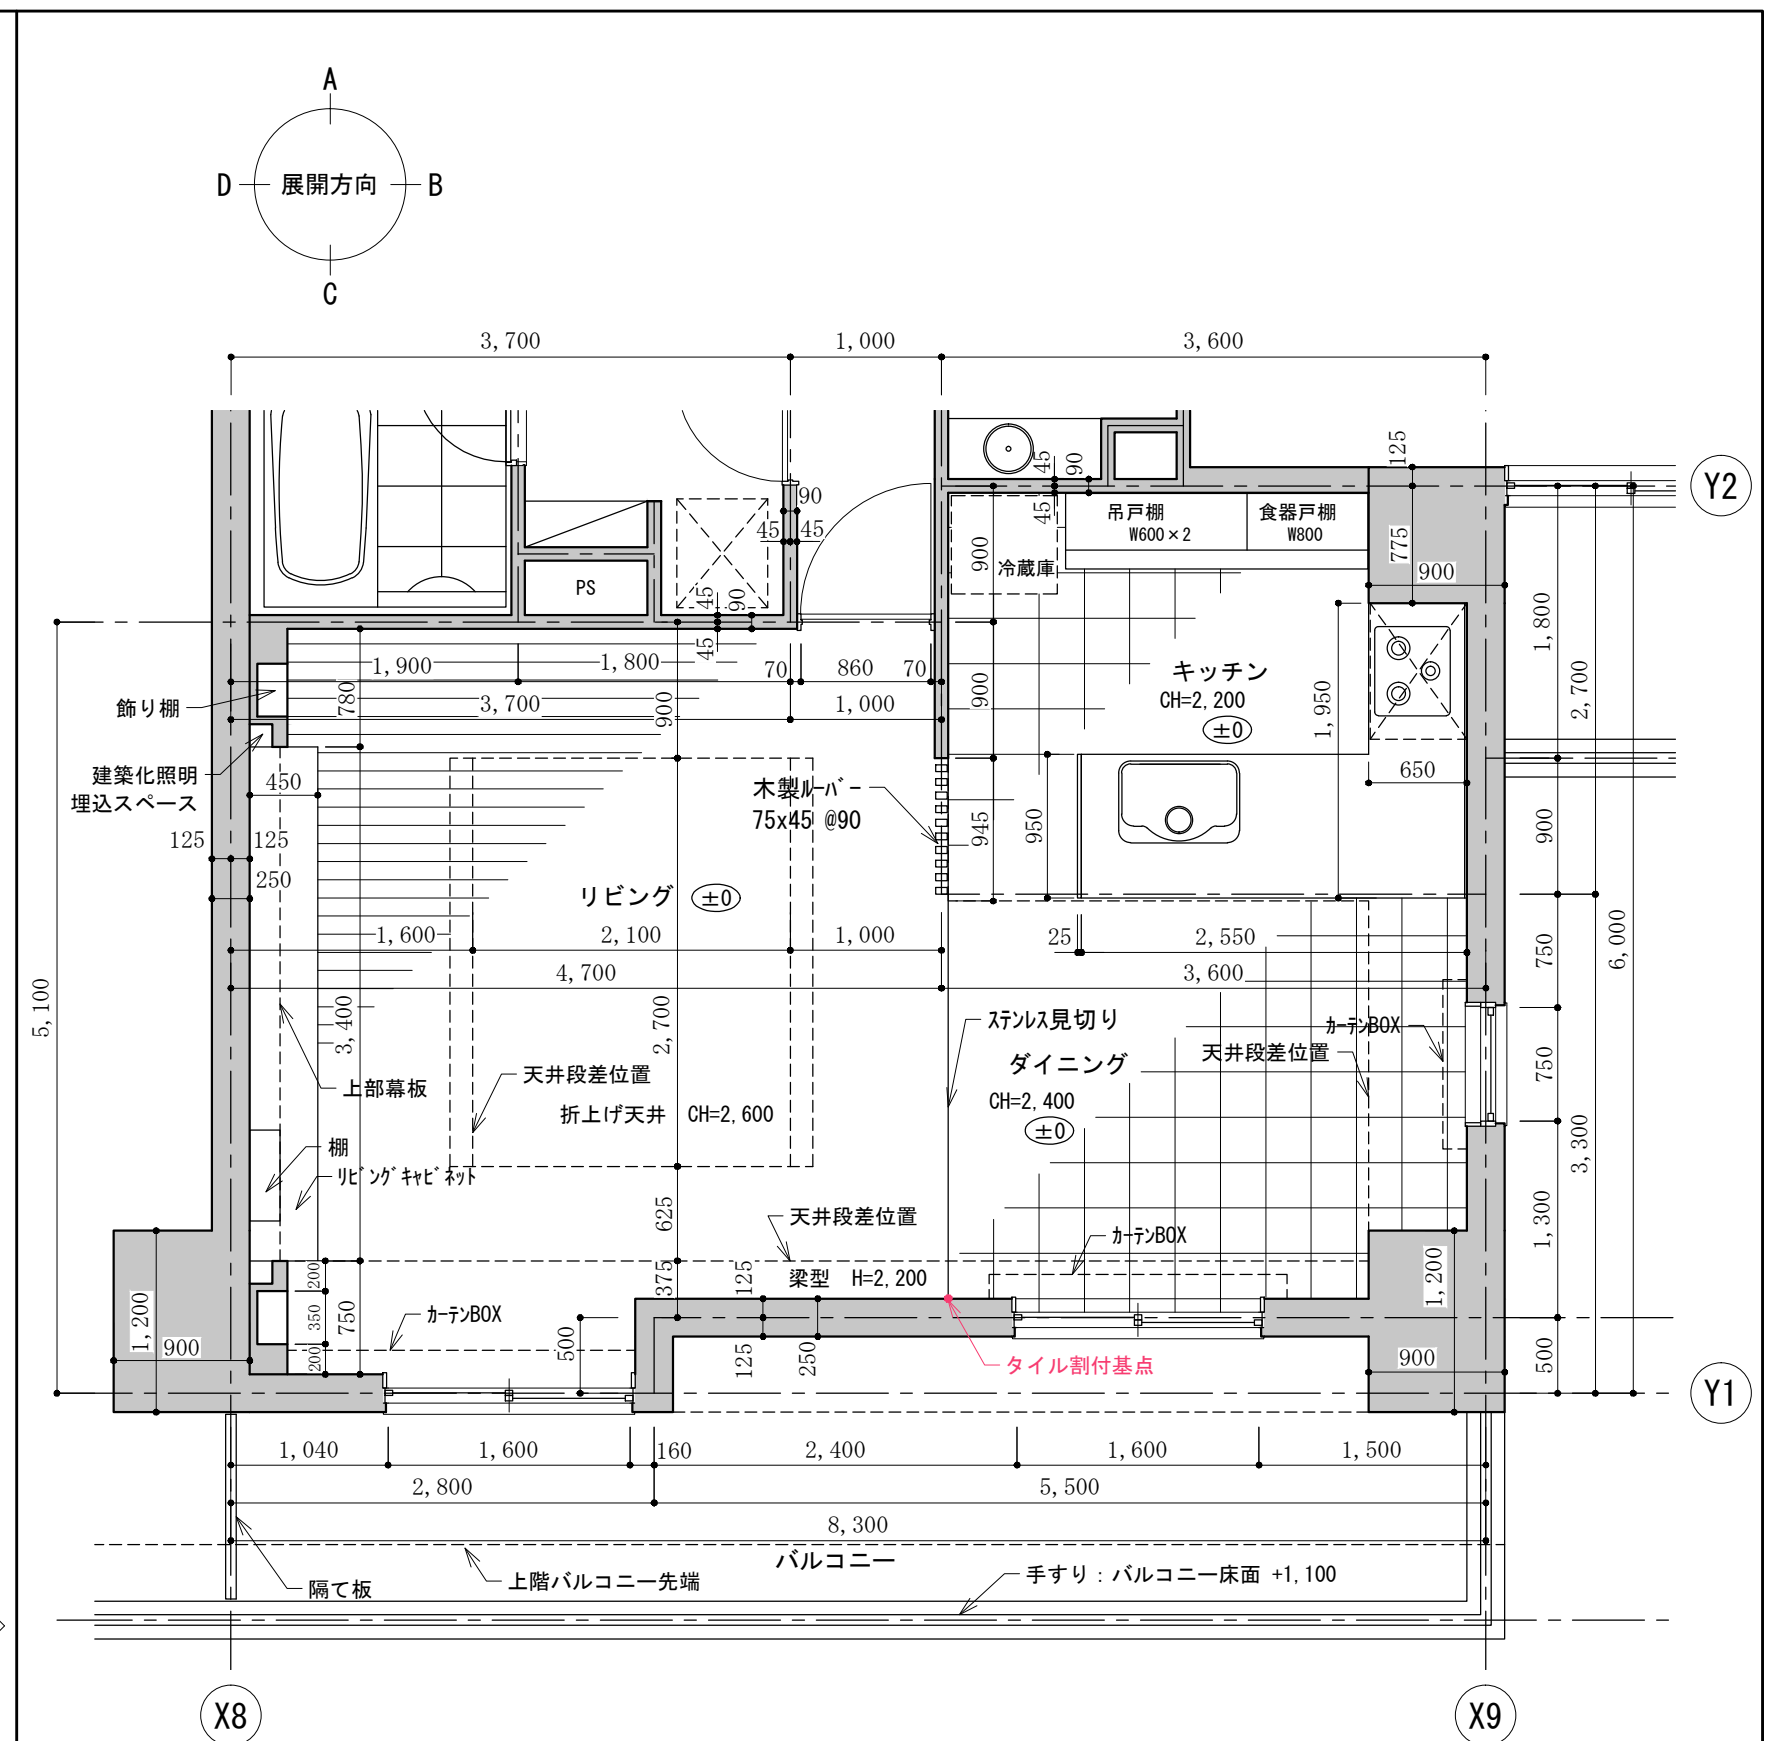 A
D 展開方向 B
C
3,700 1,000 3,600
125
Y2
45 90
45
90
45 45
吊戸棚 食器戸棚
W600×2 W800
775
900
900
冷蔵庫
PS
45 90
45
1,800
1,900 1,800 70 860 70
キッチン
CH=2,200
±0
飾り棚
780
3,700 900 1,000 900
1,950
2,700
建築化照明
埋込スペース
450
木製ルーバー
75x45 @90
650
125 125
945 950
900
250
リビング ±0
1,600 2,100 1,000
25 2,550
750
6,000
4,700 3,600
5,100
3,400 2,700
ステンレス見切り
カーテンBOX
ダイニング
天井段差位置
750
天井段差位置
上部幕板
CH=2,400
±0
折上げ天井 CH=2,600
棚
リビングキャビネット
3,300
625
天井段差位置
カーテンBOX
1,300
梁型 H=2,200
200
375 125
1,200
1,200
350 750
カーテンBOX
900
200
500
125 250
タイル割付基点
900
500
Y1
1,040 1,600 160 2,400 1,600 1,500
2,800 5,500
8,300
バルコニー
隔て板
上階バルコニー先端
手すり：バルコニー床面 +1,100
X8 X9